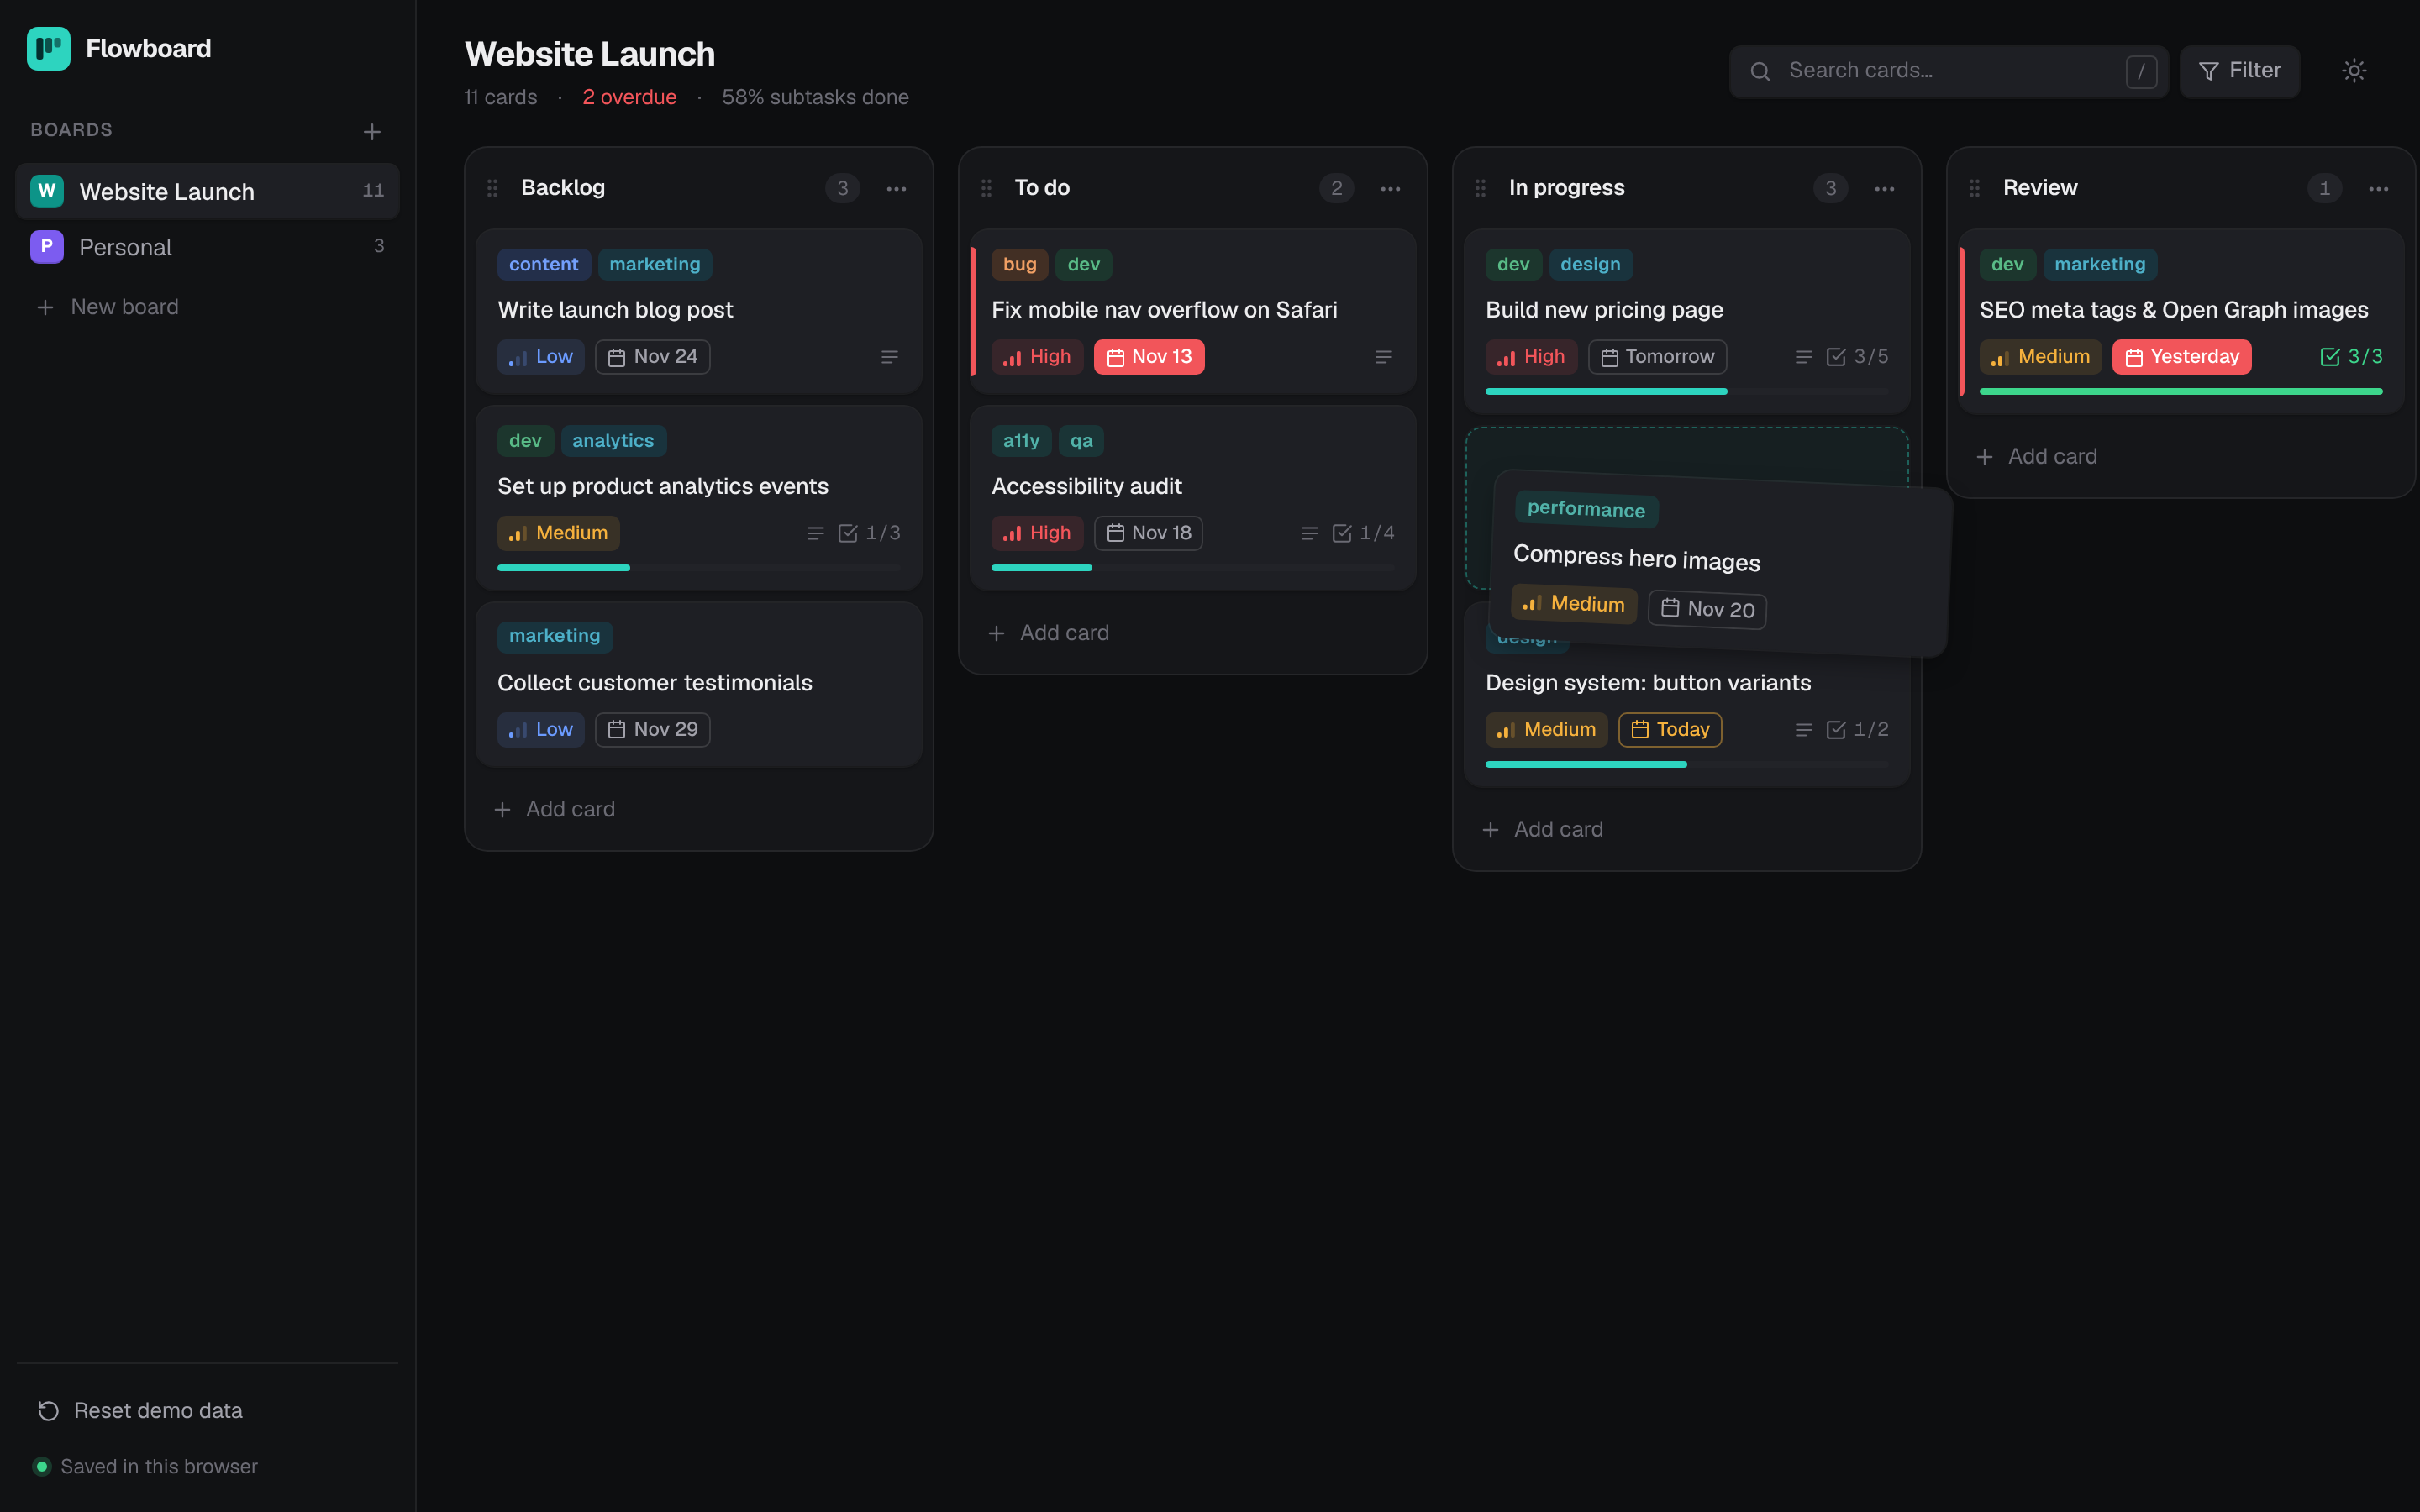 Flowboard
BOARDS
W Website Launch 11
P Personal 3
New board
Reset demo data
Saved in this browser
Website Launch
11 cards · 2 overdue · 58% subtasks done
Search cards... /
Filter
Backlog 3
content marketing
Write launch blog post
Low Nov 24
dev analytics
Set up product analytics events
Medium 1/3
marketing
Collect customer testimonials
Low Nov 29
Add card
To do 2
bug dev
Fix mobile nav overflow on Safari
High Nov 13
a11y qa
Accessibility audit
High Nov 18 1/4
Add card
In progress 3
dev design
Build new pricing page
High Tomorrow 3/5
performance
Compress hero images
Medium Nov 20
design
Design system: button variants
Medium Today 1/2
Add card
Review 1
dev marketing
SEO meta tags & Open Graph images
Medium Yesterday 3/3
Add card